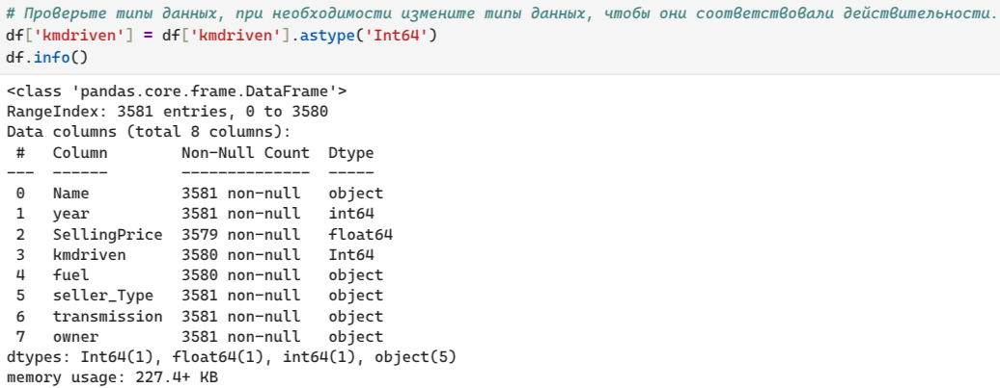 # Проверьте типы данных, при необходимости измените типы данных, чтобы они соответствовали действительности.
df['kmdriven'] = df['kmdriven'].astype('Int64')
df.info()
<class 'pandas.core.frame.DataFrame'>
RangeIndex: 3581 entries, 0 to 3580
Data columns (total 8 columns):
 #   Column        Non-Null Count  Dtype
---  ------        --------------  -----
 0   Name          3581 non-null   object
 1   year          3581 non-null   int64
 2   SellingPrice  3579 non-null   float64
 3   kmdriven      3580 non-null   Int64
 4   fuel          3580 non-null   object
 5   seller_Type   3581 non-null   object
 6   transmission  3581 non-null   object
 7   owner         3581 non-null   object
dtypes: Int64(1), float64(1), int64(1), object(5)
memory usage: 227.4+ KB